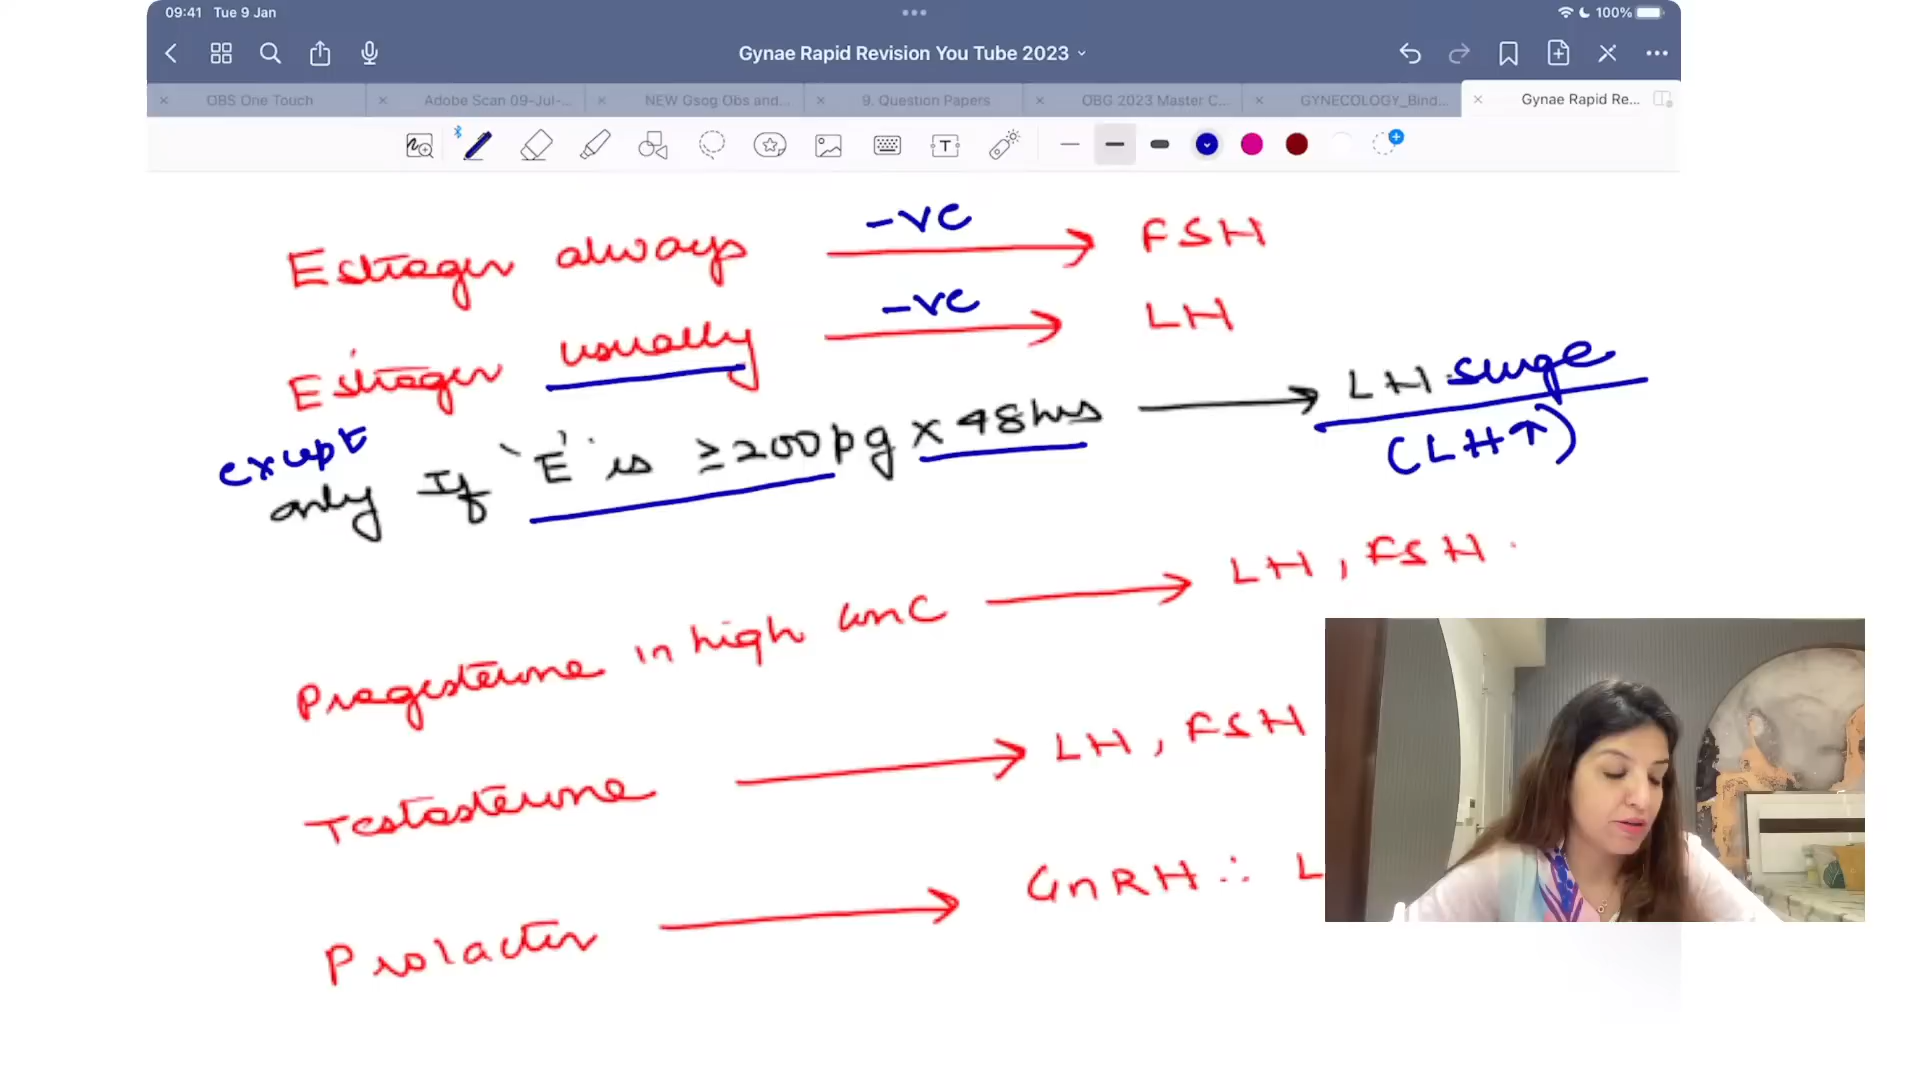 09:41 Tue 9 Jan
100%
Gynae Rapid Revision You Tube 2023
OBS One Touch
Adobe Scan 09-Jul-...
NEW Gsog Obs and...
9. Question Papers
OBG 2023 Master C...
GYNECOLOGY_Bind...
Gynae Rapid Re...
Estrogen always -ve → FSH
Estrogen usually -ve → LH
except
only If 'E' is ≥200pg x 48hrs → LH surge
(LH↑)
Progesterone in high conc → LH, FSH
Testosterone → LH, FSH
Prolactin → GnRH ∴ L